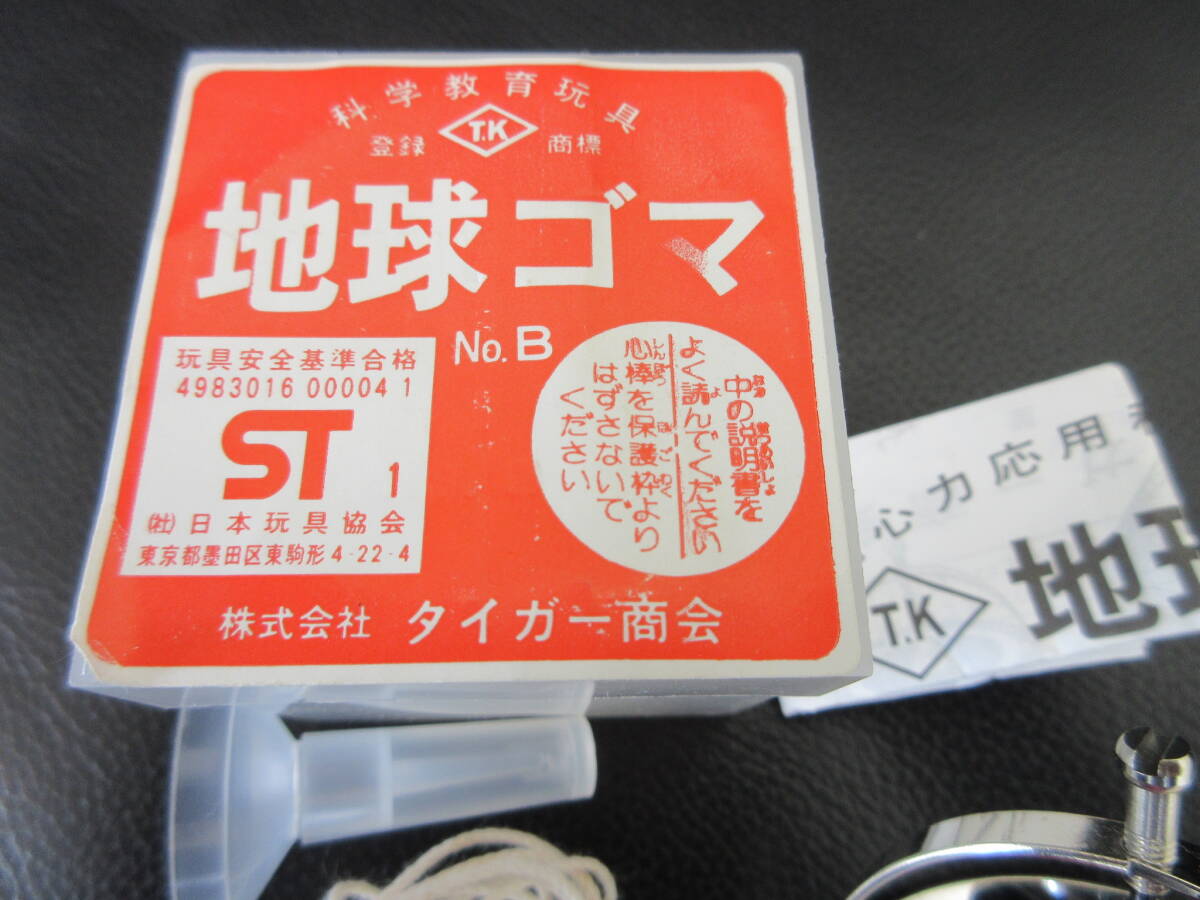 科学教育玩具
登録 T.K 商標
地球ゴマ
No. B
玩具安全基準合格
4983016 00004 1
ST 1
(社)日本玩具協会
東京都墨田区東駒形4-22-4
中の説明書を
よく読んでください
心棒を保護枠より
はずさないで
ください
株式会社 タイガー商会
心力応用
T.K
地球